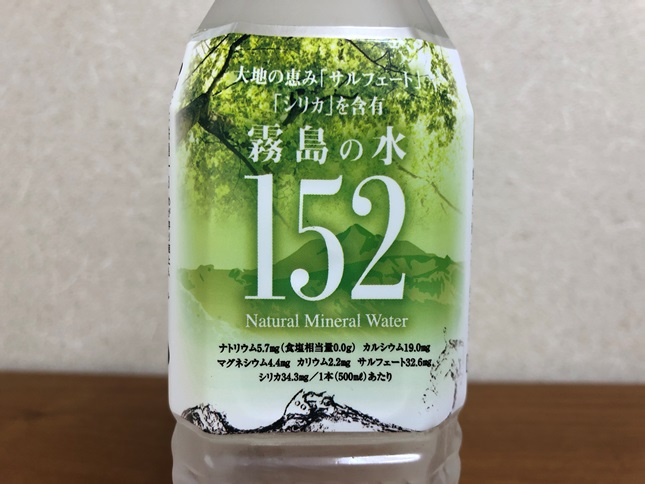 大地の恵み「サルフェート」
「シリカ」を含有
霧島の水
152
Natural Mineral Water
ナトリウム5.7mg(食塩相当量0.0g) カルシウム19.0mg
マグネシウム4.4mg カリウム2.2mg サルフェート32.6mg
シリカ34.3mg／1本(500mℓ)あたり